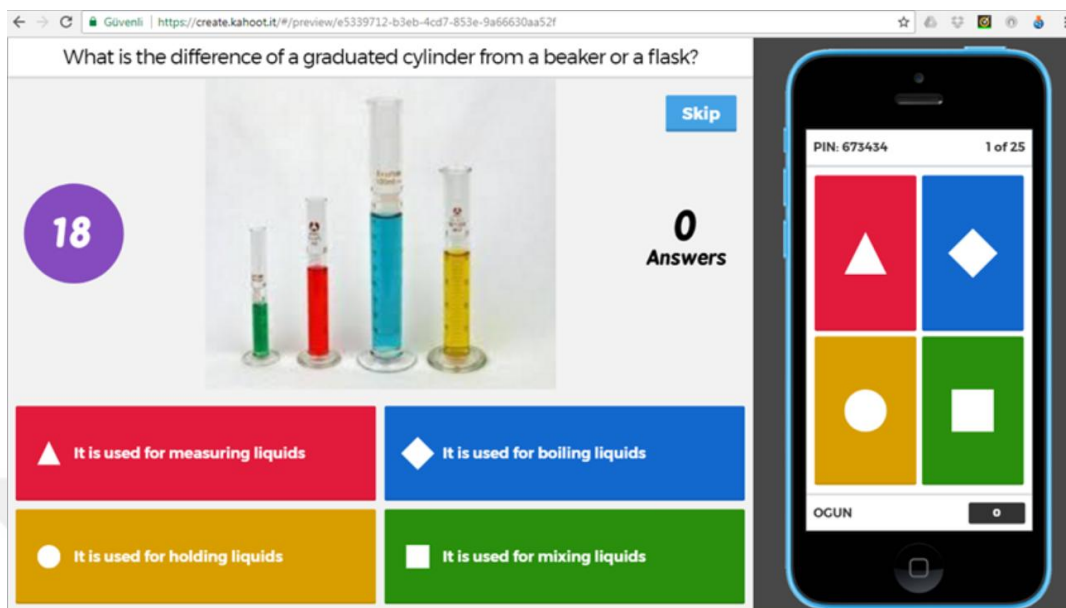 Güvenli
https://create.kahoot.it/#/preview/e5339712-b3eb-4cd7-853e-9a66630aa52f
What is the difference of a graduated cylinder from a beaker or a flask?
Skip
PIN: 673434
1 of 25
18
0
Answers
It is used for measuring liquids
It is used for boiling liquids
It is used for holding liquids
It is used for mixing liquids
OGUN
0